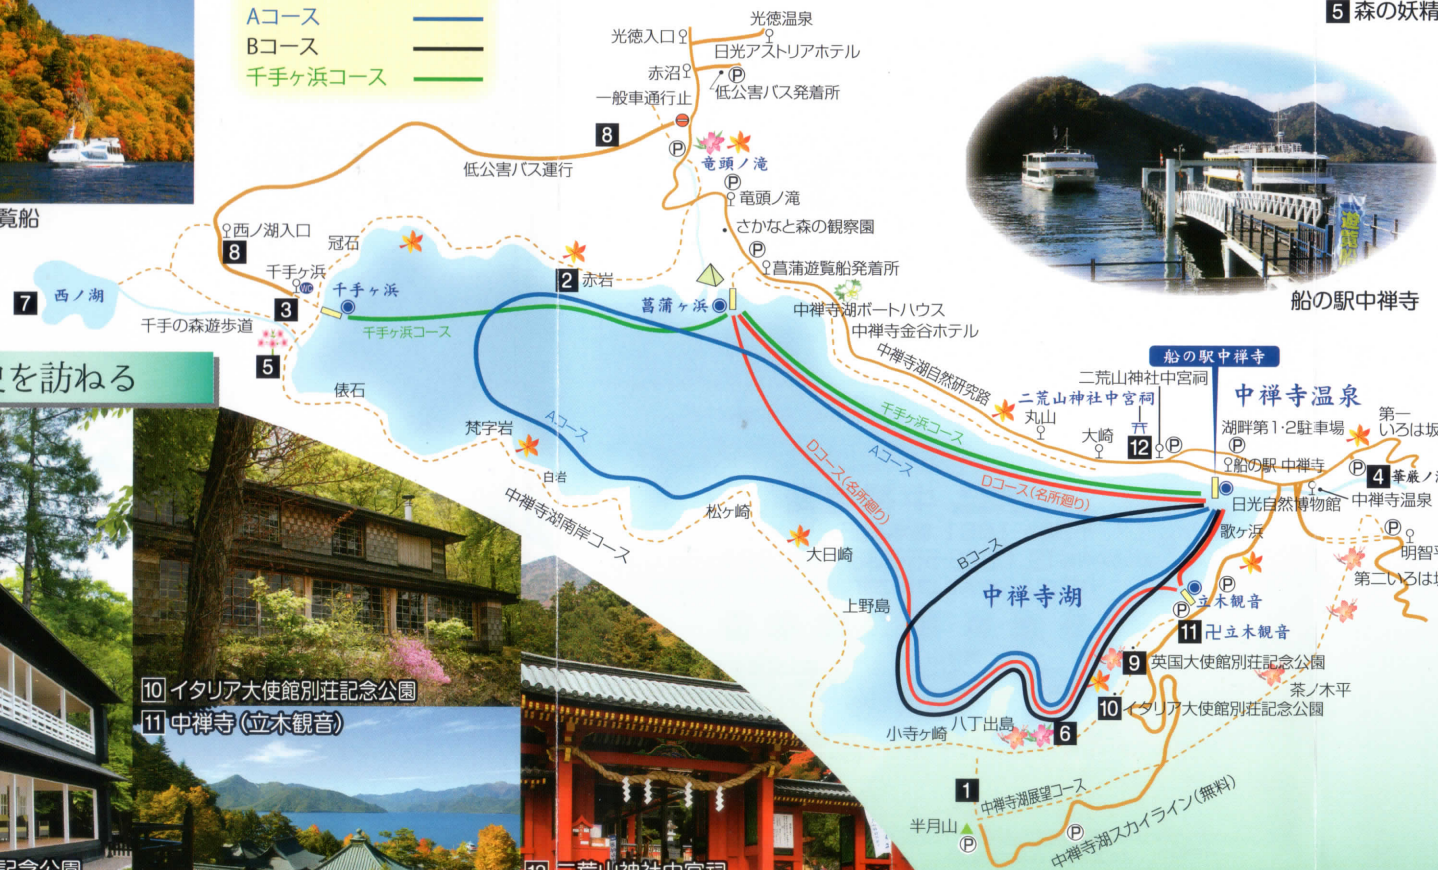 Aコース
Bコース
千手ヶ浜コース
5 森の妖精
光徳温泉
光徳入口
日光アストリアホテル
赤沼
P
低公害バス発着所
一般車通行止
8
P
低公害バス運行
竜頭ノ滝
P
竜頭ノ滝
さかなと森の観察園
覧船
西ノ湖入口
8
冠石
P
菖蒲遊覧船発着所
千手ヶ浜
WC
2 赤岩
7 西ノ湖
千手ヶ浜
3
菖蒲ヶ浜
船の駅中禅寺
千手の森遊歩道
千手ヶ浜コース
中禅寺湖ボートハウス
中禅寺金谷ホテル
5
中禅寺湖自然研究路
船の駅中禅寺
を訪ねる
俵石
二荒山神社中宮祠
二荒山神社中宮祠
中禅寺温泉
丸山
千手ヶ浜コース
第一
いろは坂
湖畔第1·2駐車場
梵字岩
Aコース
大崎
12
P
P
Aコース
Dコース(名所廻り)
船の駅 中禅寺
P
4 華厳ノ
白岩
Dコース(名所廻り)
中禅寺湖南岸コース
松ヶ崎
日光自然博物館
中禅寺温泉
歌ヶ浜
P
明智平
大日崎
Bコース
第二いろは坂
中禅寺湖
上野島
P
立木観音
P
11 卍立木観音
9 英国大使館別荘記念公園
茶ノ木平
10 イタリア大使館別荘記念公園
10 イタリア大使館別荘記念公園
11 中禅寺(立木観音)
小寺ヶ崎
八丁出島
6
1
中禅寺湖展望コース
半月山
P
P
中禅寺湖スカイライン(無料)
記念公園
12 二荒山神社中宮祠